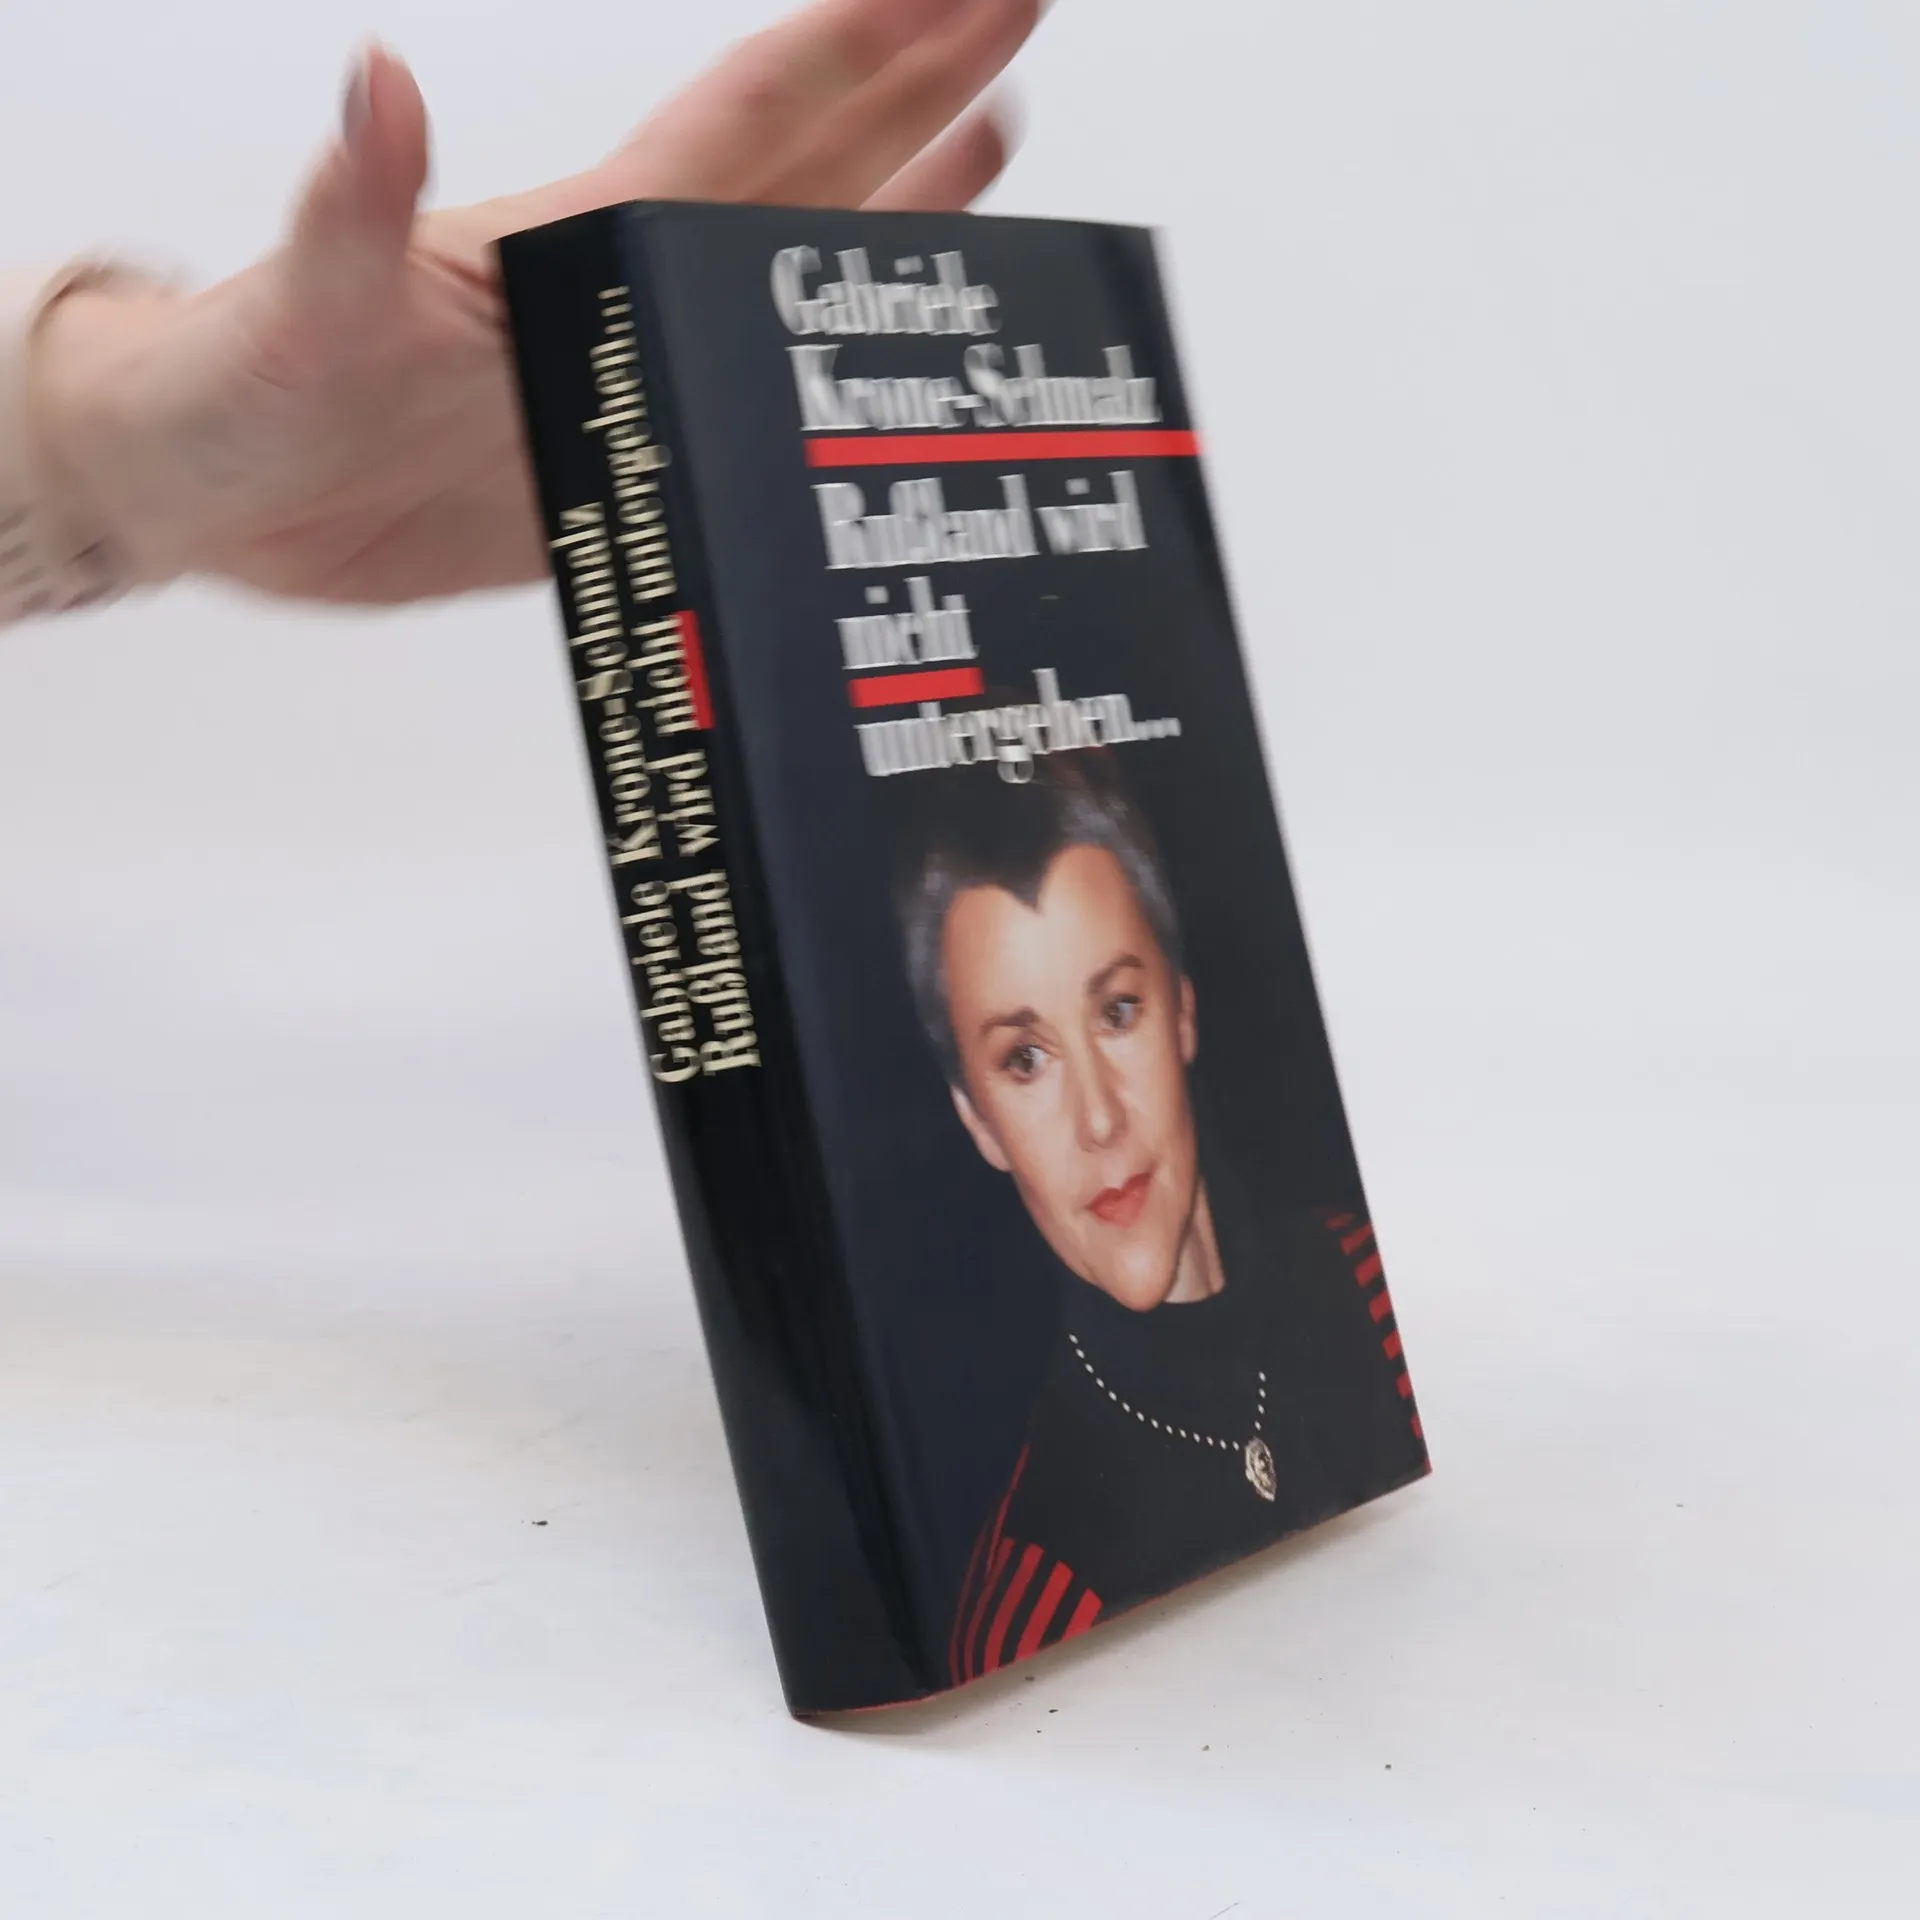 Gabriele
Krone-Schmalz
Rußland wird
nicht
untergehen...
Gabriele Krone-Schmalz
Rußland wird nicht untergehen...